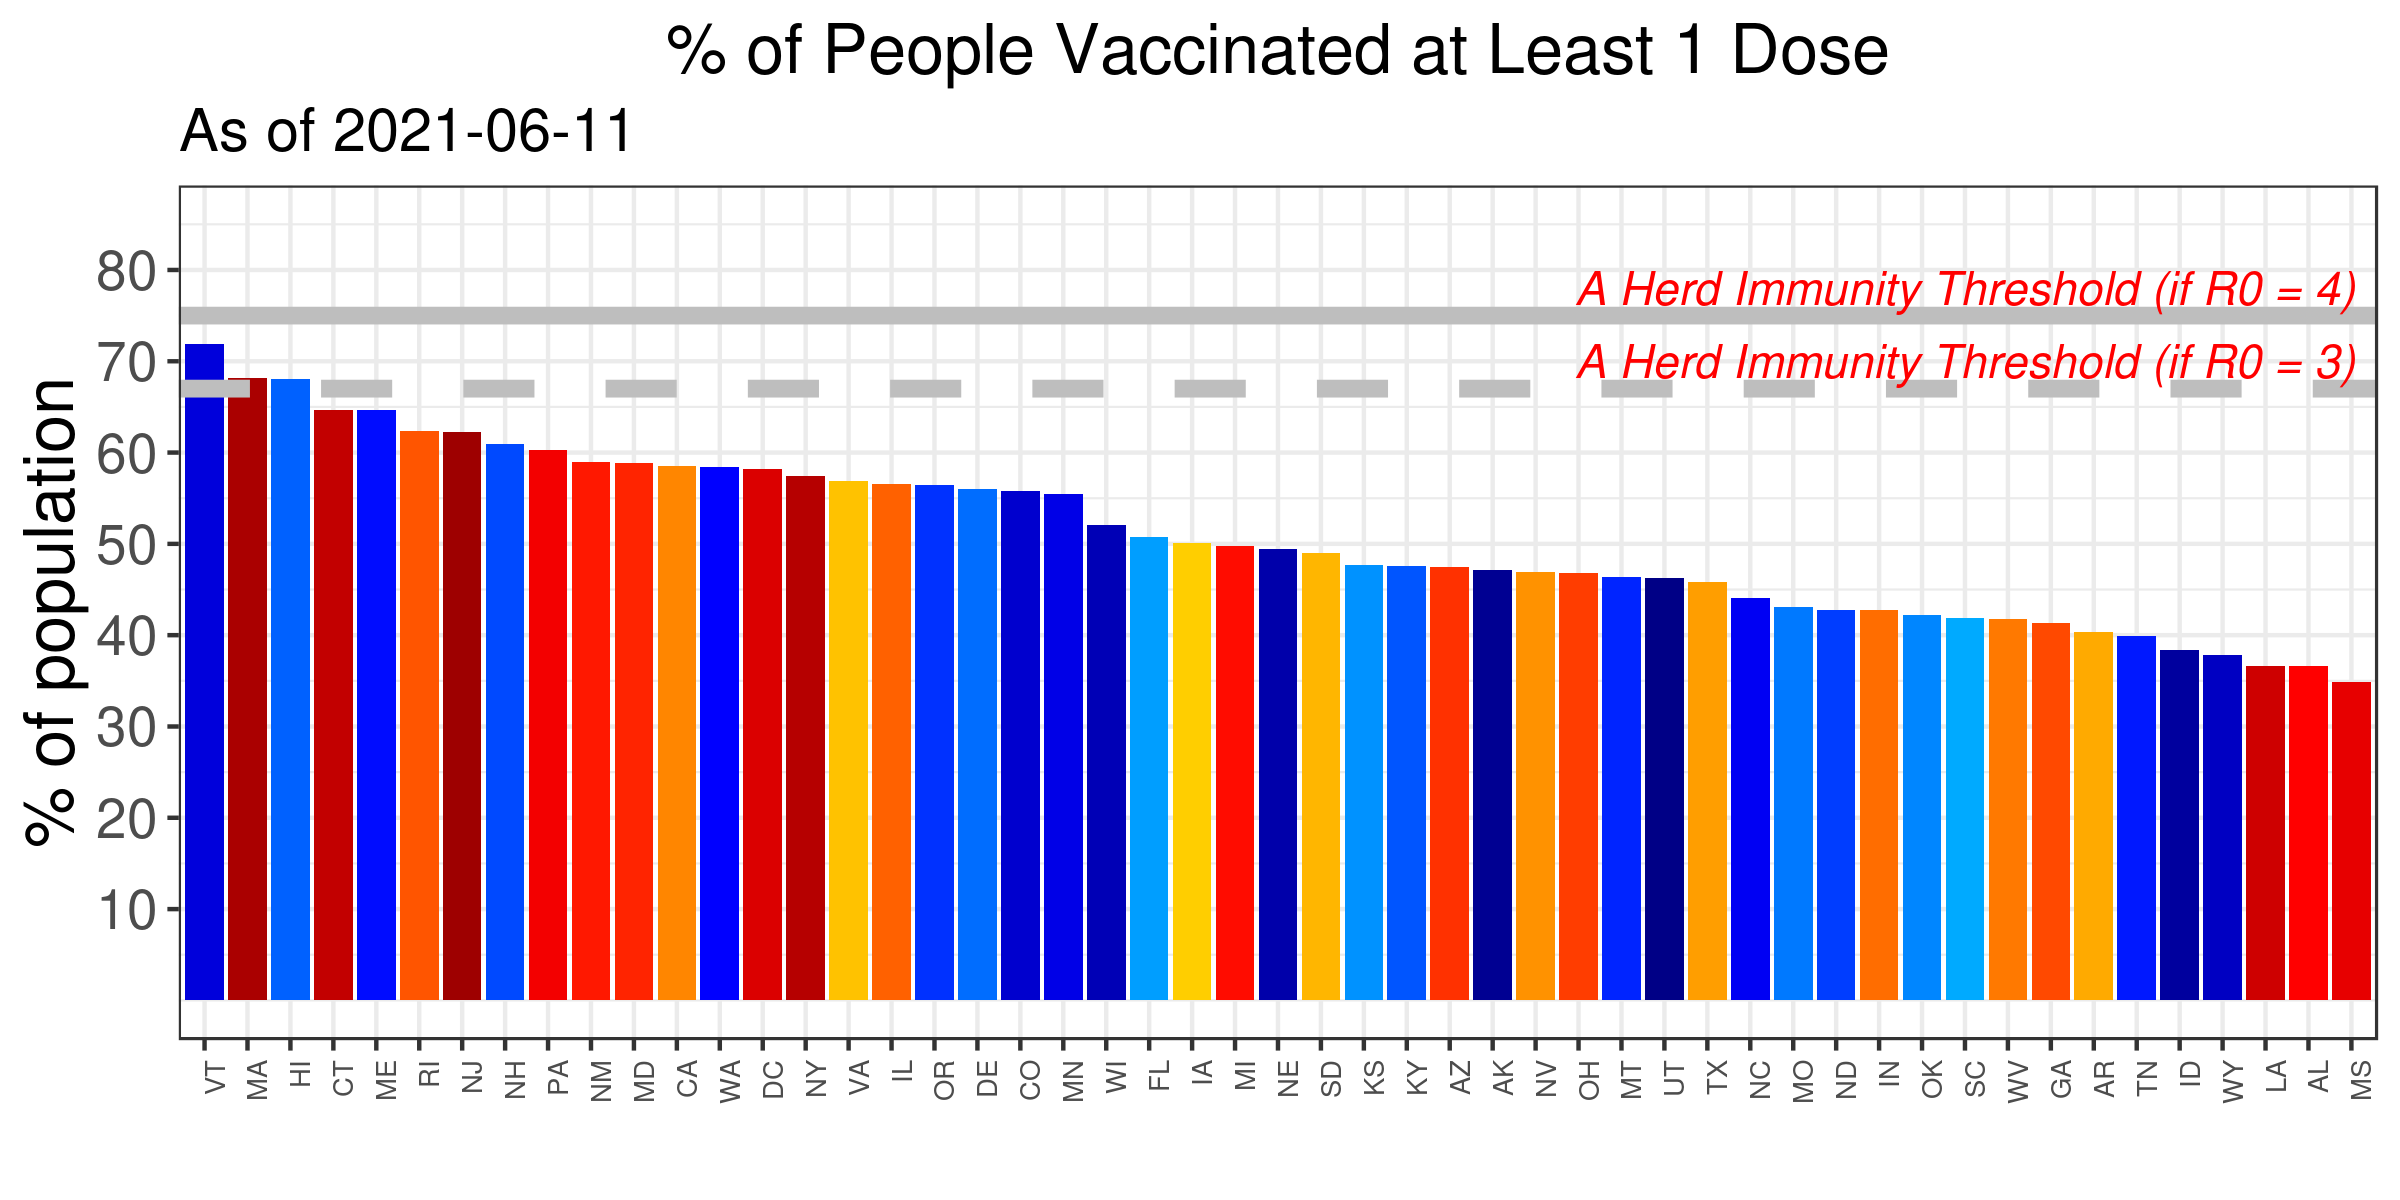 % of People Vaccinated at Least 1 Dose
As of 2021-06-11
% of population
80
70
60
50
40
30
20
10
A Herd Immunity Threshold (if R0 = 4)
A Herd Immunity Threshold (if R0 = 3)
VT MA HI CT ME RI NJ NH PA NM MD CA WA DC NY VA IL OR DE CO MN WI FL IA MI NE SD KS KY AZ AK NV OH MT UT TX NC MO ND IN OK SC WV GA AR TN ID WY LA AL MS